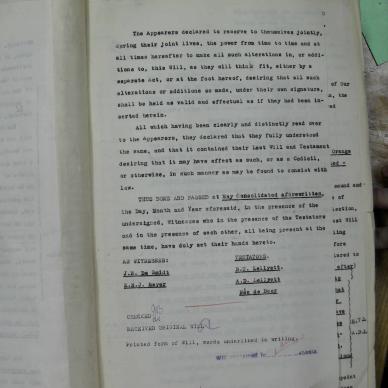 The Appearers declared to reserve to themselves jointly,
during their joint lives, the power from time to time and at
all times hereafter to make all such alterations in, or addi-
tions to, this Will, as they will think fit, either by a
separate Act, or at the foot hereof, desiring that all such
alterations or additions so made, under their own signature,
shall be held as valid and effectual as if they had been in-
serted herein.
All which having been clearly and distinctly read over
to the Appearers, they declared that they fully understood
the same, and that it contained their Last Will and Testament
desiring that it may have effect as such, or as a Codicil,
or otherwise, in such manner as may be found to consist with
law.
THUS DONE AND PASSED at Kay Consolidated aforewritten,
the Day, Month and Year aforesaid, in the presence of the
undersigned, Witnesses who in the presence of the Testators
and in the presence of each other, all being present at the
same time, have duly set their hands hereto.
AS WITNESSES: TESTATORS.
Née de Beer
RECEIVED ORIGINAL WILL
Printed form of Will, words underlined in writing.